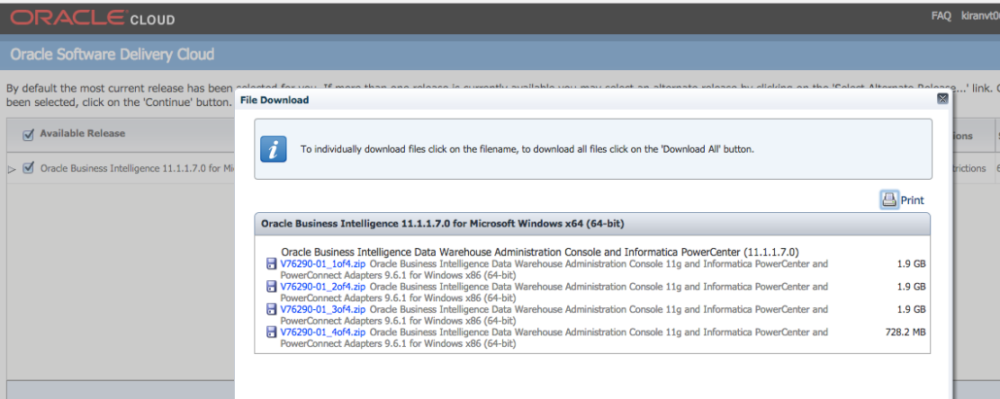 ORACLE CLOUD
FAQ kiranvt0
Oracle Software Delivery Cloud
By default the most current release has been selected for you. If more than one release is currently available you may select an alternate release by clicking on the 'Select Alternate Release...' link.
been selected, click on the 'Continue' button.
File Download
Available Release
To individually download files click on the filename, to download all files click on the 'Download All' button.
Oracle Business Intelligence 11.1.1.7.0 for Mi
Print
Oracle Business Intelligence 11.1.1.7.0 for Microsoft Windows x64 (64-bit)
Oracle Business Intelligence Data Warehouse Administration Console and Informatica PowerCenter (11.1.1.7.0)
V76290-01_1of4.zip Oracle Business Intelligence Data Warehouse Administration Console 11g and Informatica PowerCenter and 1.9 GB
PowerConnect Adapters 9.6.1 for Windows x86 (64-bit)
V76290-01_2of4.zip Oracle Business Intelligence Data Warehouse Administration Console 11g and Informatica PowerCenter and 1.9 GB
PowerConnect Adapters 9.6.1 for Windows x86 (64-bit)
V76290-01_3of4.zip Oracle Business Intelligence Data Warehouse Administration Console 11g and Informatica PowerCenter and 1.9 GB
PowerConnect Adapters 9.6.1 for Windows x86 (64-bit)
V76290-01_4of4.zip Oracle Business Intelligence Data Warehouse Administration Console 11g and Informatica PowerCenter and 728.2 MB
PowerConnect Adapters 9.6.1 for Windows x86 (64-bit)